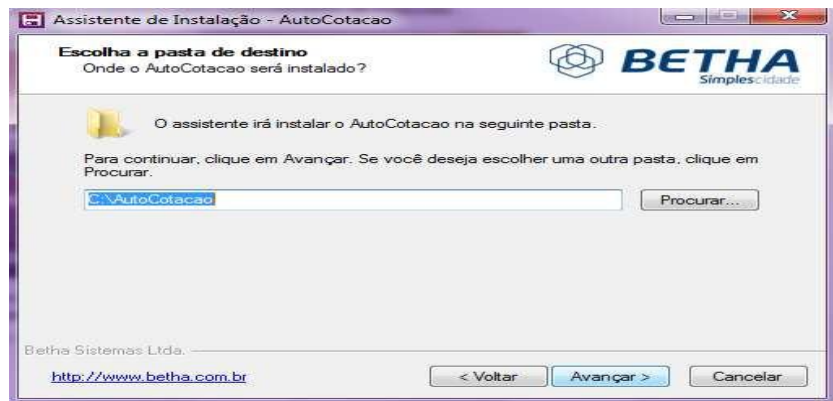 Assistente de Instalação - AutoCotacao
Escolha a pasta de destino
Onde o AutoCotacao será instalado?
BETHA
Simplescidade
O assistente irá instalar o AutoCotacao na seguinte pasta.
Para continuar, clique em Avançar. Se você deseja escolher uma outra pasta, clique em
Procurar.
C:\AutoCotacao
Procurar...
Betha Sistemas Ltda.
http://www.betha.com.br
< Voltar
Avançar >
Cancelar